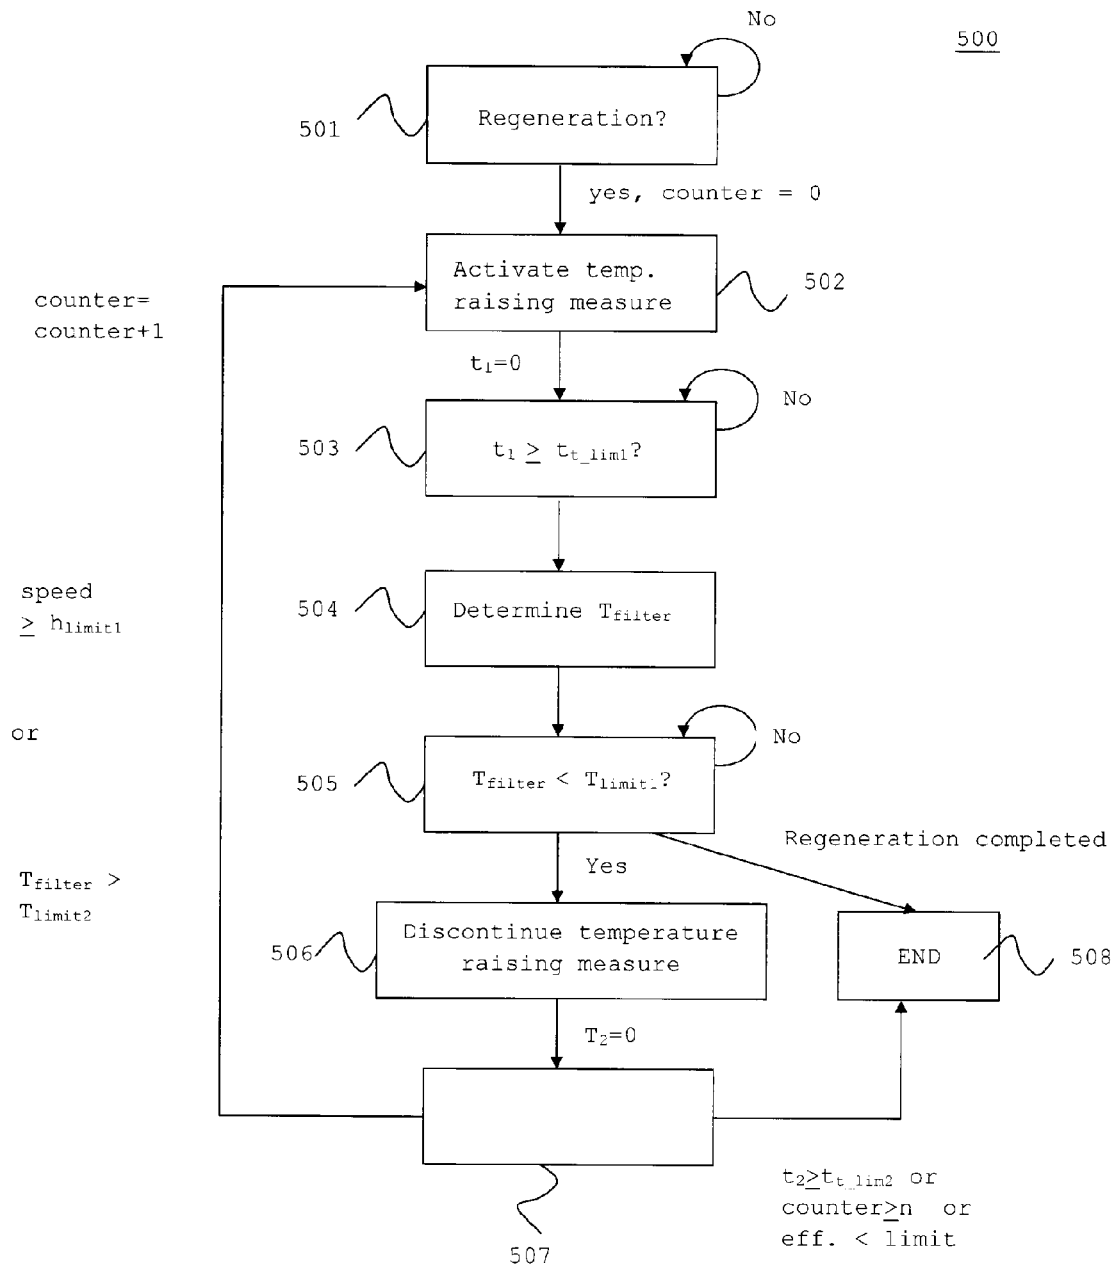 No
500
501
Regeneration?
yes, counter = 0
Activate temp.
raising measure
502
counter=
counter+1
t1=0
No
503
t1 ≥ tt_lim1?
speed
≥ hlimit1
504
Determine Tfilter
or
No
505
Tfilter < Tlimit1?
Regeneration completed
Yes
Tfilter >
Tlimit2
506
Discontinue temperature
raising measure
END
508
T2=0
t2≥tt_lim2 or
counter≥n or
eff. < limit
507